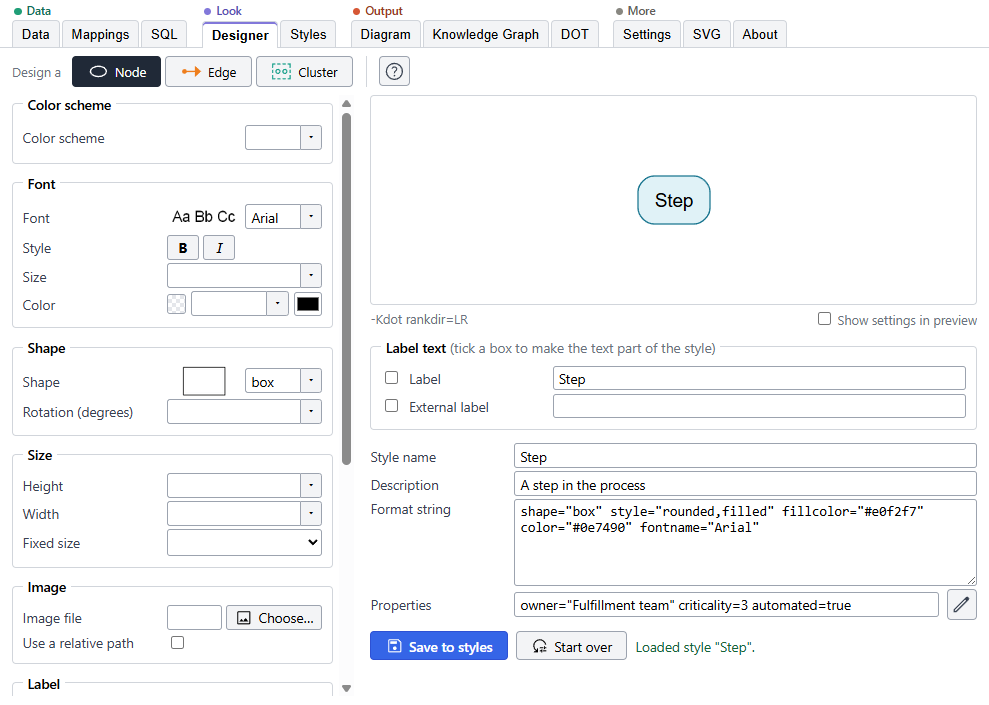 Data
Look
Output
More
Data
Mappings
SQL
Designer
Styles
Diagram
Knowledge Graph
DOT
Settings
SVG
About
Design a
Node
Edge
Cluster
?
Color scheme
Color scheme
Font
Font
Aa Bb Cc
Arial
Style
B
I
Size
Color
Shape
Shape
box
Rotation (degrees)
Size
Height
Width
Fixed size
Image
Image file
Choose...
Use a relative path
Label
Step
-Kdot rankdir=LR
Show settings in preview
Label text (tick a box to make the text part of the style)
Label
Step
External label
Style name
Step
Description
A step in the process
Format string
shape="box" style="rounded,filled" fillcolor="#e0f2f7"
color="#0e7490" fontname="Arial"
Properties
owner="Fulfillment team" criticality=3 automated=true
Save to styles
Start over
Loaded style "Step".